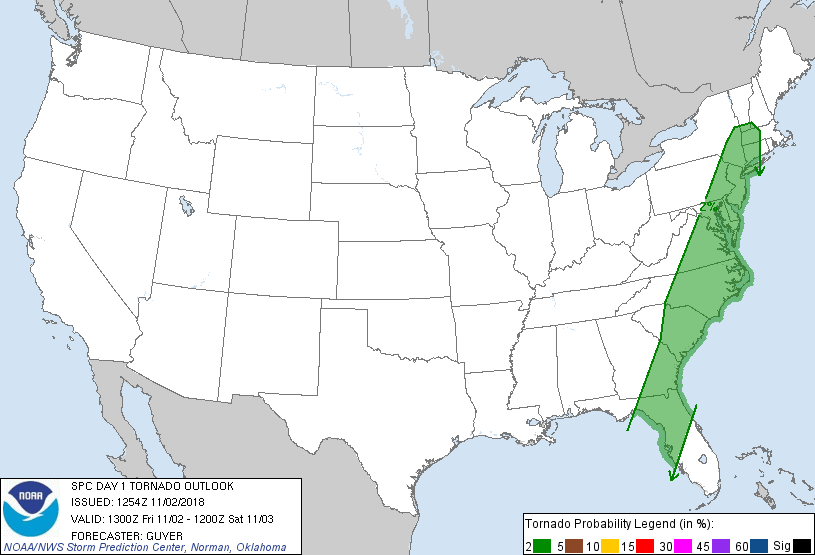 2%
NOAA
SPC DAY 1 TORNADO OUTLOOK
ISSUED: 1254Z 11/02/2018
VALID: 1300Z Fri 11/02 - 1200Z Sat 11/03
FORECASTER: GUYER
NOAA/NWS Storm Prediction Center, Norman, Oklahoma
Tornado Probability Legend (in %):
2 5 10 15 30 45 60 Sig